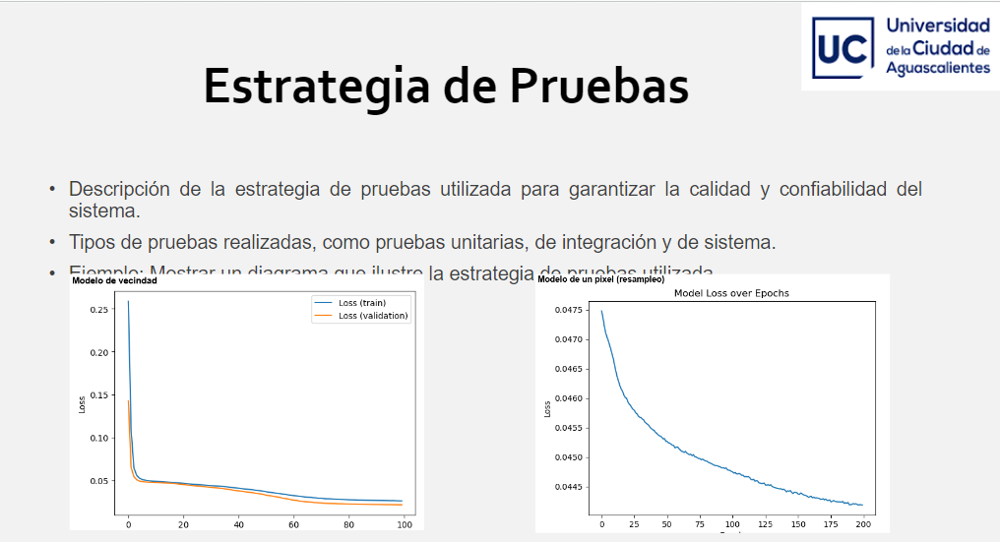 Universidad
de la Ciudad de
Aguascalientes
UC
Estrategia de Pruebas
• Descripción de la estrategia de pruebas utilizada para garantizar la calidad y confiabilidad del
sistema.
• Tipos de pruebas realizadas, como pruebas unitarias, de integración y de sistema.
• Ejemplo: Mostrar un diagrama que ilustre la estrategia de pruebas utilizada
Modelo de vecindad
Loss (train)
Loss (validation)
0.25
0.20
0.15
0.10
0.05
Loss
0 20 40 60 80 100
Modelo de un pixel (resampleo)
Model Loss over Epochs
0.0475
0.0470
0.0465
0.0460
0.0455
0.0450
0.0445
Loss
0 25 50 75 100 125 150 175 200